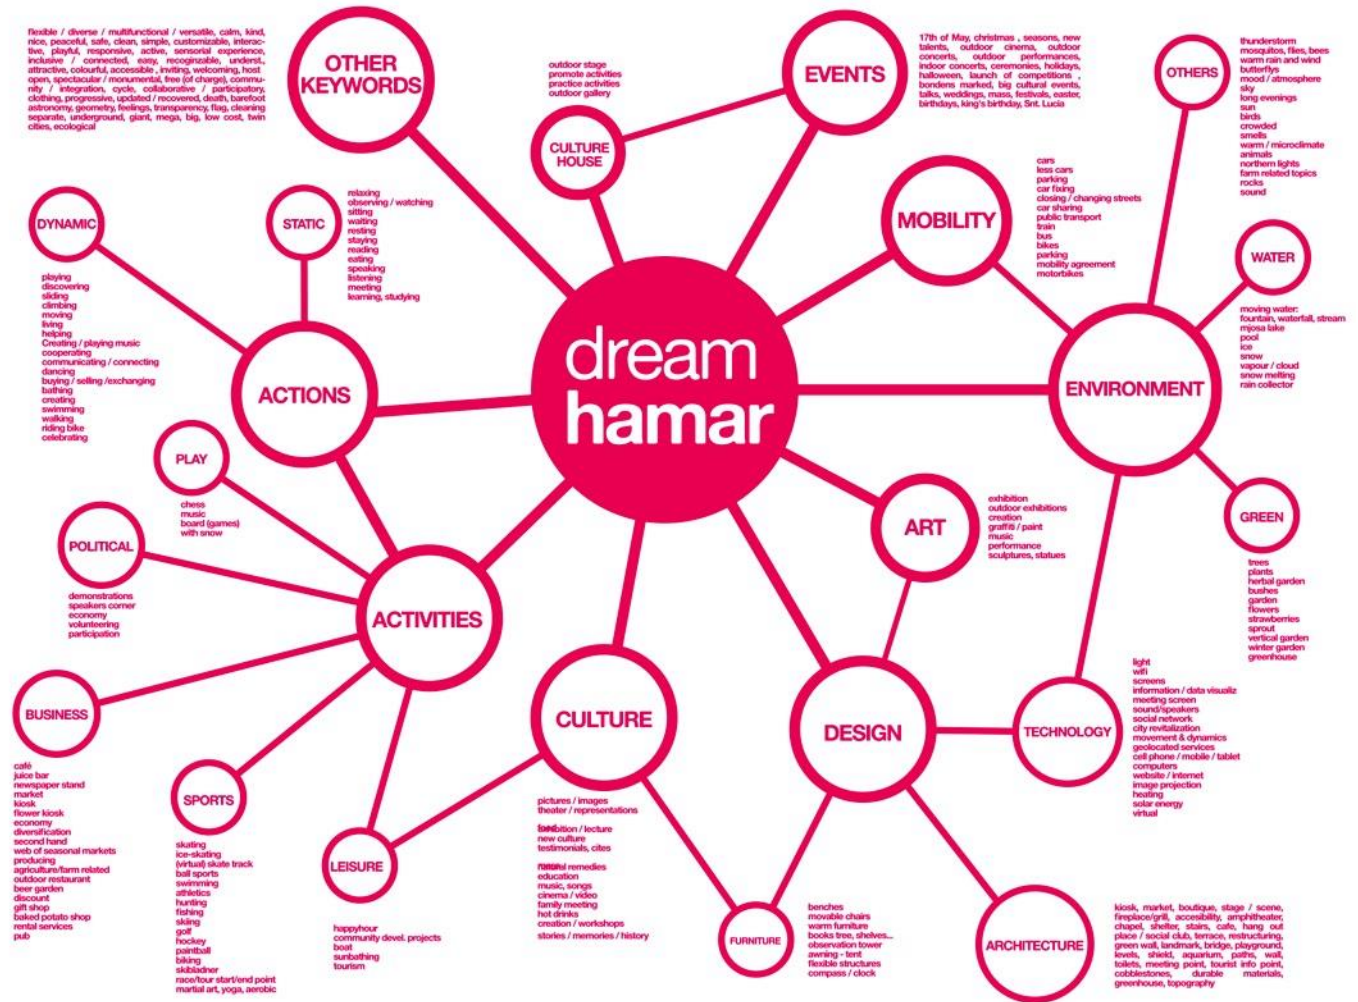 flexible / diverse / multifunctional / versatile, calm, kind,
nice, peaceful, safe, clean, simple, customizable, interac-
tive, playful, responsive, active, sensorial experience,
inclusive / connected, easy, recoginzable, underst.,
attractive, colourful, accessible , inviting, welcoming, host
open, spectacular / monumental, free (of charge), commu-
nity / integration, cycle, collaborative / participatory,
clothing, progressive, updated / recovered, death, barefoot
astronomy, geometry, feelings, transparency, flag, cleaning
separate, underground, giant, mega, big, low cost, twin
cities, ecological
OTHER
KEYWORDS
outdoor stage
promote activities
practice activities
outdoor gallery
CULTURE
HOUSE
EVENTS
17th of May, christmas , seasons, new
talents, outdoor cinema, outdoor
concerts, outdoor performances,
indoor concerts, ceremonies, holidays,
halloween, launch of competitions ,
bondens marked, big cultural events,
talks, weddings, mass, festivals, easter,
birthdays, king's birthday, Snt. Lucia
OTHERS
thunderstorm
mosquitos, flies, bees
warm rain and wind
butterflys
mood / atmosphere
sky
long evenings
sun
birds
crowded
smells
warm / microclimate
animals
northern lights
farm related topics
rocks
sound
DYNAMIC
playing
discovering
sliding
climbing
moving
living
helping
Creating / playing music
cooperating
communicating / connecting
dancing
buying / selling /exchanging
bathing
creating
swimming
walking
riding bike
celebrating
STATIC
relaxing
observing / watching
sitting
waiting
resting
staying
reading
eating
speaking
listening
meeting
learning, studying
MOBILITY
cars
less cars
parking
car fixing
closing / changing streets
car sharing
public transport
train
bus
bikes
parking
mobility agreement
motorbikes
WATER
moving water:
fountain, waterfall, stream
mjosa lake
pool
ice
snow
vapour / cloud
snow melting
rain collector
dream
hamar
ACTIONS
ENVIRONMENT
PLAY
chess
music
board (games)
with snow
POLITICAL
demonstrations
speakers corner
economy
volunteering
participation
ACTIVITIES
ART
exhibition
outdoor exhibitions
creation
graffiti / paint
music
performance
sculptures, statues
GREEN
trees
plants
herbal garden
bushes
garden
flowers
strawberries
sprout
vertical garden
winter garden
greenhouse
BUSINESS
café
juice bar
newspaper stand
market
kiosk
flower kiosk
economy
diversification
second hand
web of seasonal markets
producing
agriculture/farm related
outdoor restaurant
beer garden
discount
gift shop
baked potato shop
rental services
pub
SPORTS
skating
ice-skating
(virtual) skate track
ball sports
swimming
athletics
hunting
fishing
skiing
golf
hockey
paintball
biking
skibladner
race/tour start/end point
martial art, yoga, aerobic
LEISURE
happyhour
community devel. projects
boat
sunbathing
tourism
CULTURE
pictures / images
theater / representations
/ lecture
new culture
testimonials, cites
remedies
education
music, songs
cinema / video
family meeting
hot drinks
creation / workshops
stories / memories / history
DESIGN
TECHNOLOGY
light
wifi
screens
information / data visualiz
meeting screen
sound/speakers
social network
city revitalization
movement & dynamics
geolocated services
cell phone / mobile / tablet
computers
website / internet
image projection
heating
solar energy
virtual
FURNITURE
benches
movable chairs
warm furniture
books tree, shelves...
observation tower
awning - tent
flexible structures
compass / clock
ARCHITECTURE
kiosk, market, boutique, stage / scene,
fireplace/grill, accesibility, amphitheater,
chapel, shelter, stairs, cafe, hang out
place / social club, terrace, restructuring,
green wall, landmark, bridge, playground,
levels, shield, aquarium, paths, wall,
toilets, meeting point, tourist info point,
cobblestones, durable materials,
greenhouse, topography